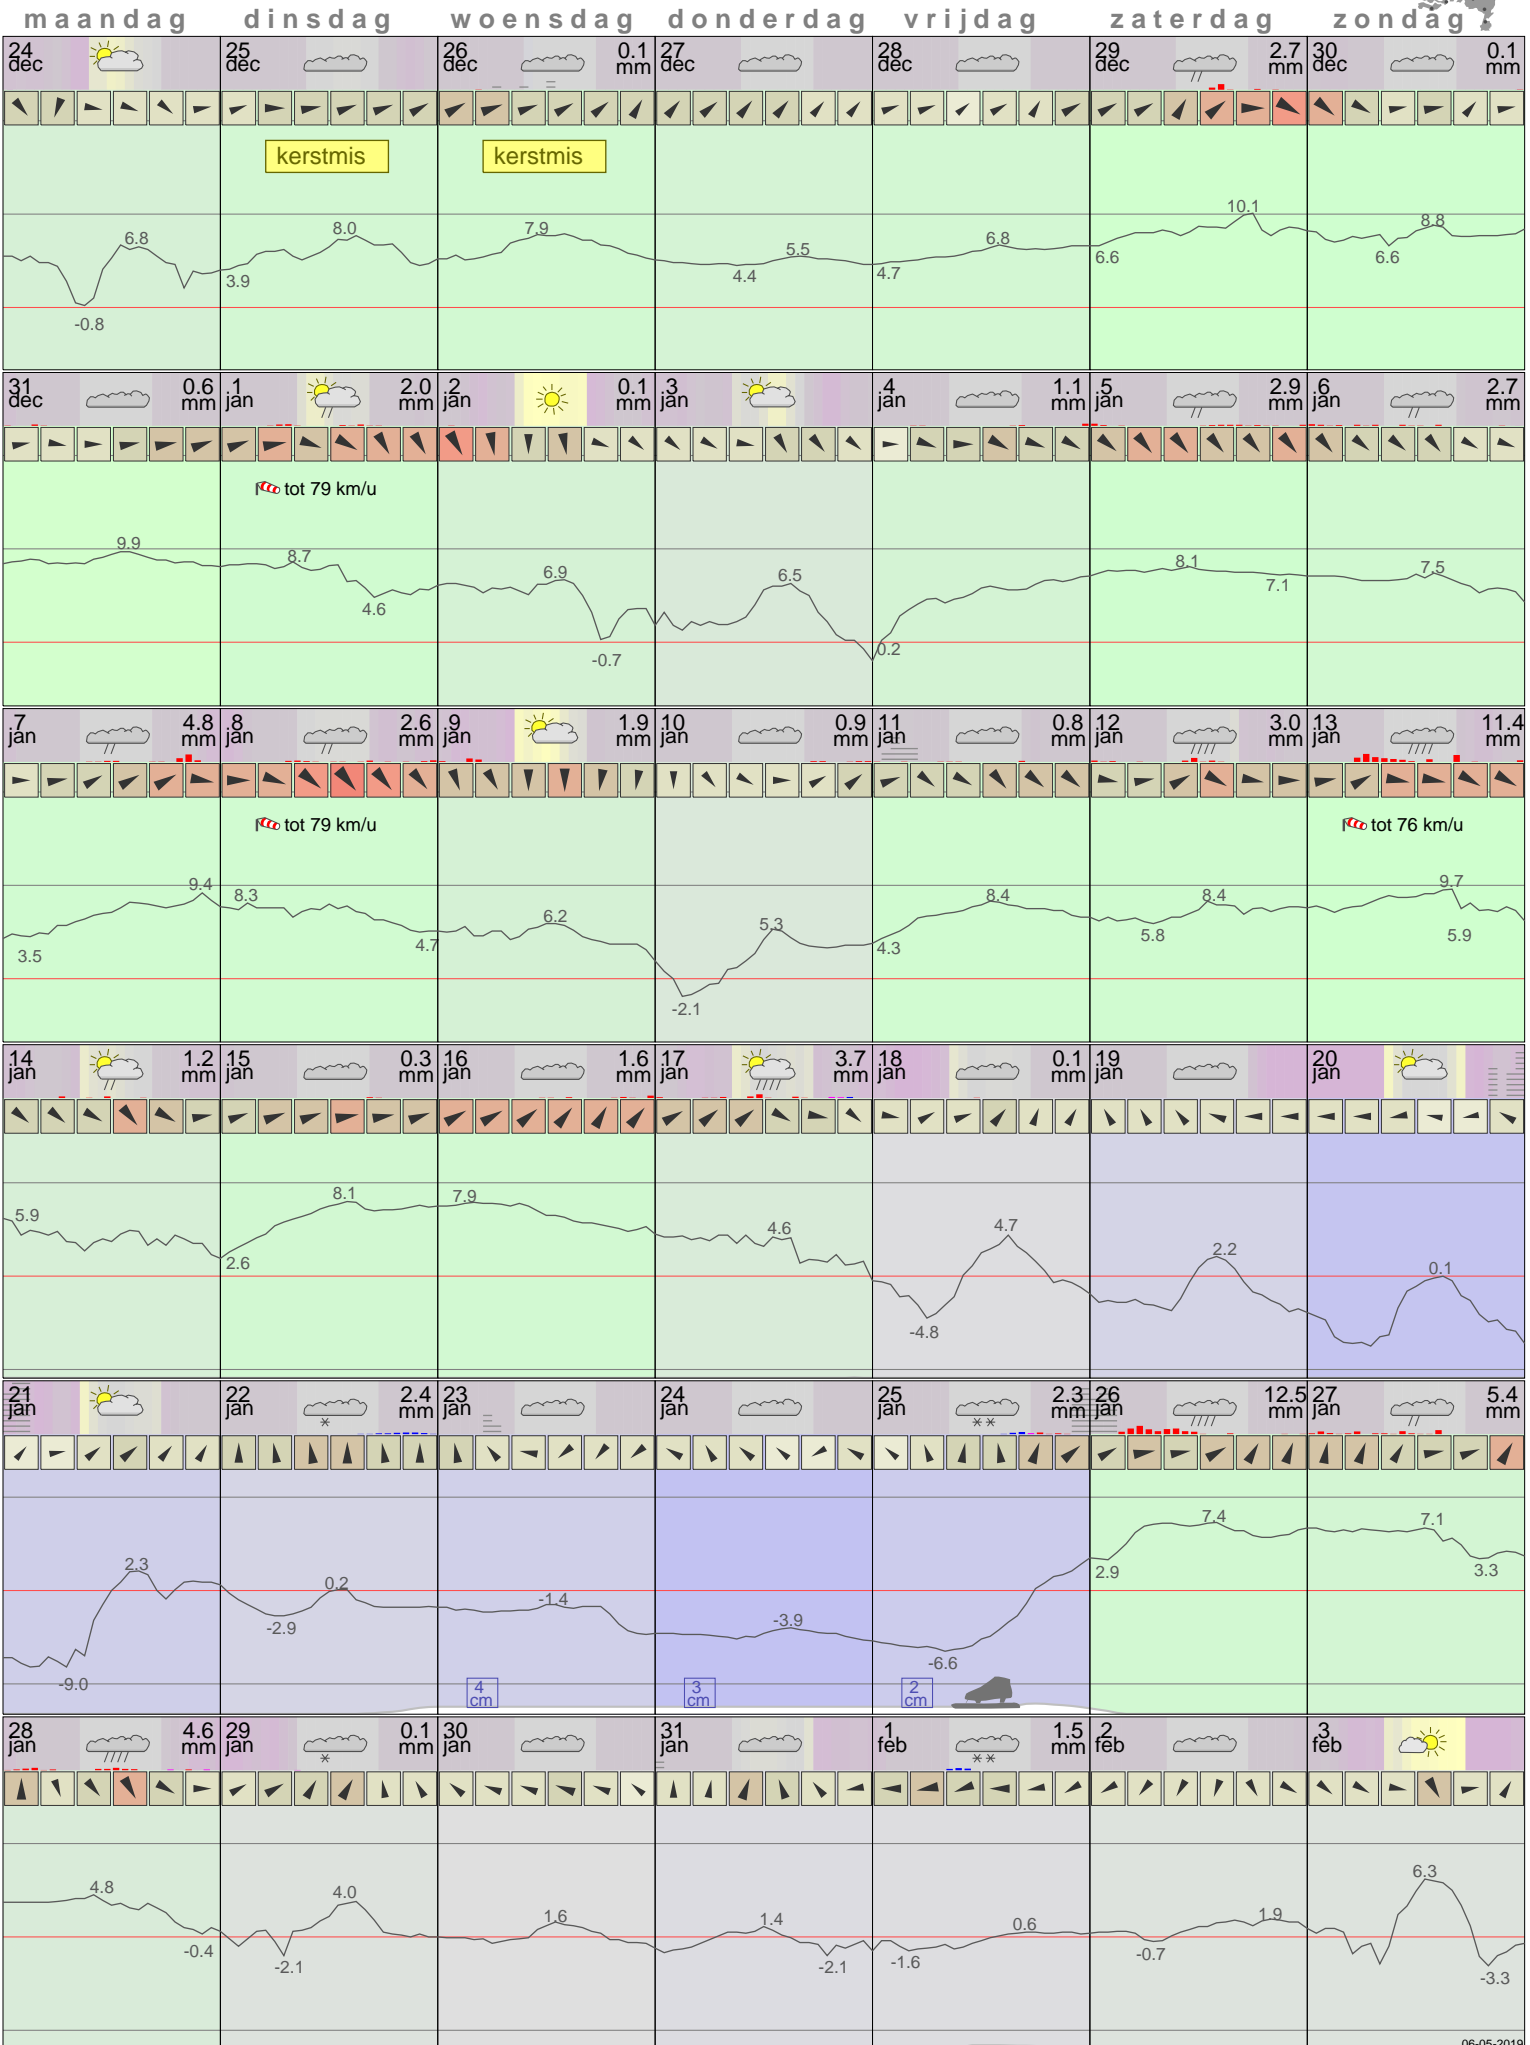 maandag dinsdag woensdag donderdag vrijdag zaterdag zondag
24 25 26 0.1 27 28 29 2.7 30 0.1
dec dec dec mm dec dec dec mm dec mm
kerstmis kerstmis
10.1
6.8 8.0 7.9 5.5 6.8 8.8
3.9 4.4 4.7 6.6 6.6
-0.8
31 0.6 1 2.0 2 0.1 3 4 1.1 5 2.9 6 2.7
dec mm jan mm jan mm jan jan mm jan mm jan mm
tot 79 km/u
9.9 8.7 6.9 6.5 8.1 7.5
4.6 7.1
-0.7 0.2
7 4.8 8 2.6 9 1.9 10 0.9 11 0.8 12 3.0 13 11.4
jan mm jan mm jan mm jan mm jan mm jan mm jan mm
tot 79 km/u tot 76 km/u
9.4 8.3 6.2 5.3 8.4 8.4 9.7
3.5 4.7 -2.1 4.3 5.8 5.9
14 1.2 15 0.3 16 1.6 17 3.7 18 0.1 19 20
jan mm jan mm jan mm jan mm jan mm jan jan
5.9 8.1 7.9 4.6 4.7 2.2 0.1
2.6 -4.8
21 22 2.4 23 24 25 2.3 26 12.5 27 5.4
jan jan mm jan jan jan mm jan mm jan mm
2.3 0.2 -1.4 -3.9 7.4 7.1
-9.0 -2.9 -6.6 2.9 3.3
4 3 2
cm cm cm
28 4.6 29 0.1 30 31 1 1.5 2 3
jan mm jan mm jan jan feb mm feb feb
4.8 4.0 1.6 1.4 0.6 1.9 6.3
-0.4 -2.1 -2.1 -1.6 -0.7 -3.3
06-05-2019